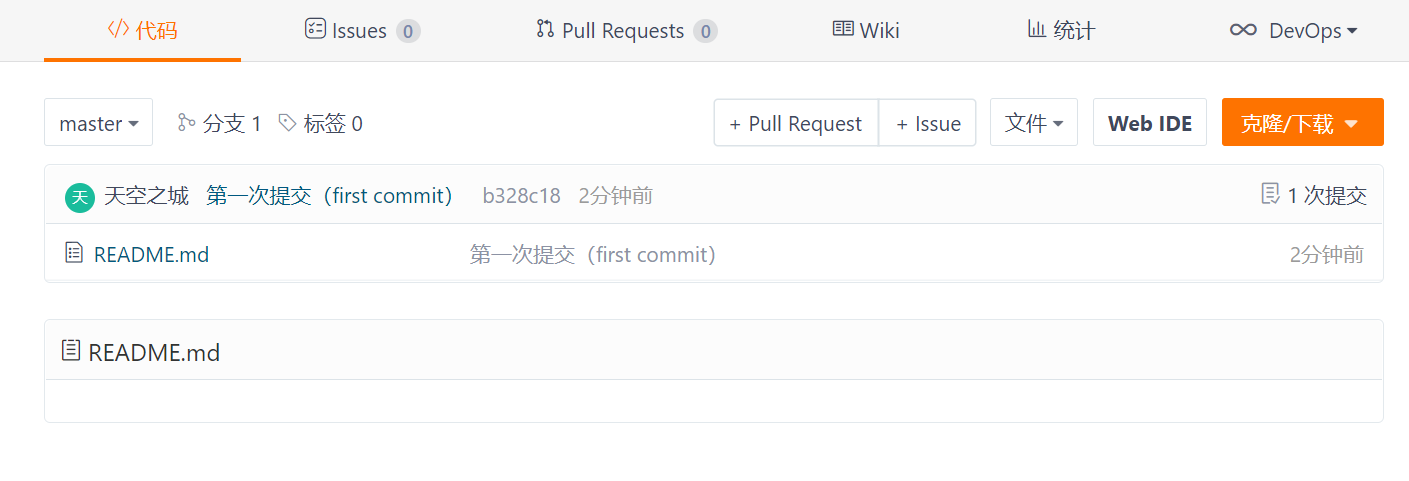 代码 Issues 0 Pull Requests 0 Wiki 统计 DevOps
master 分支 1 标签 0 + Pull Request + Issue 文件 Web IDE 克隆/下载
天 天空之城 第一次提交（first commit） b328c18 2分钟前 1 次提交
README.md 第一次提交（first commit） 2分钟前
README.md